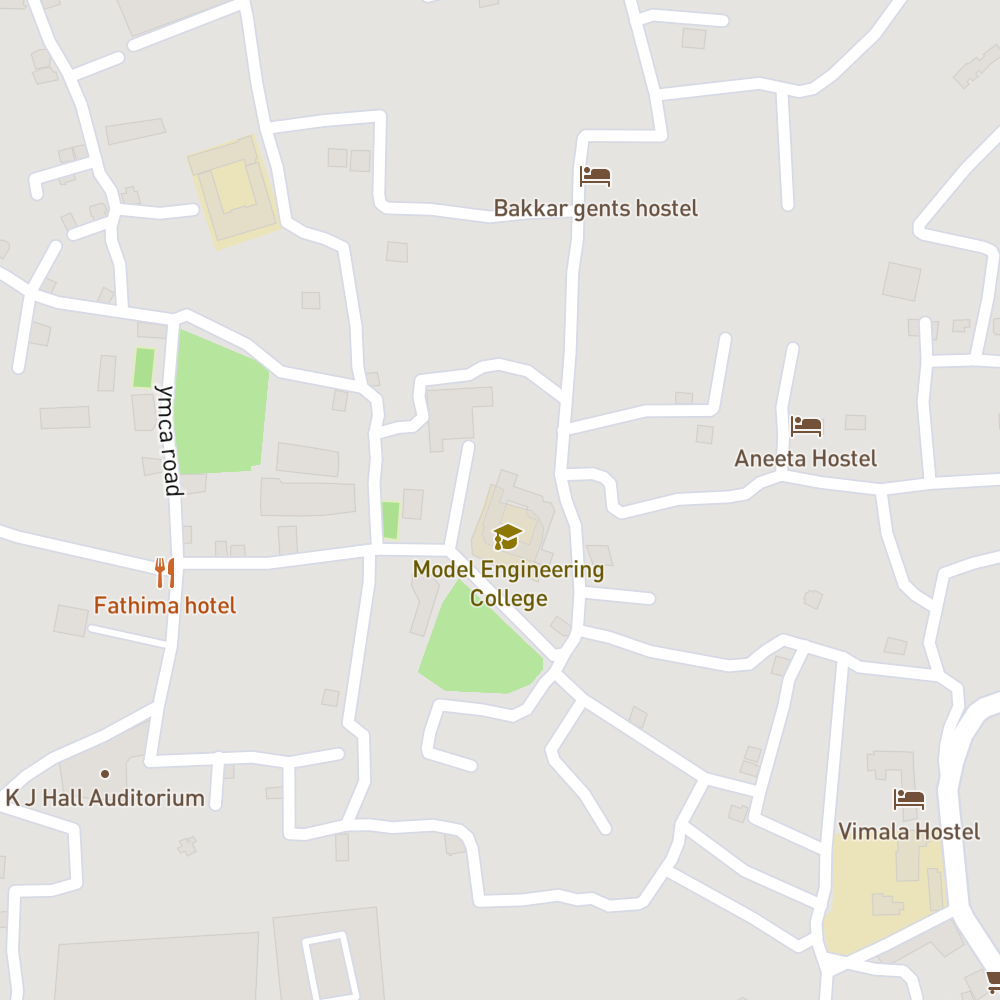 Bakkar gents hostel
ymca road
Aneeta Hostel
Model Engineering
College
Fathima hotel
K J Hall Auditorium
Vimala Hostel